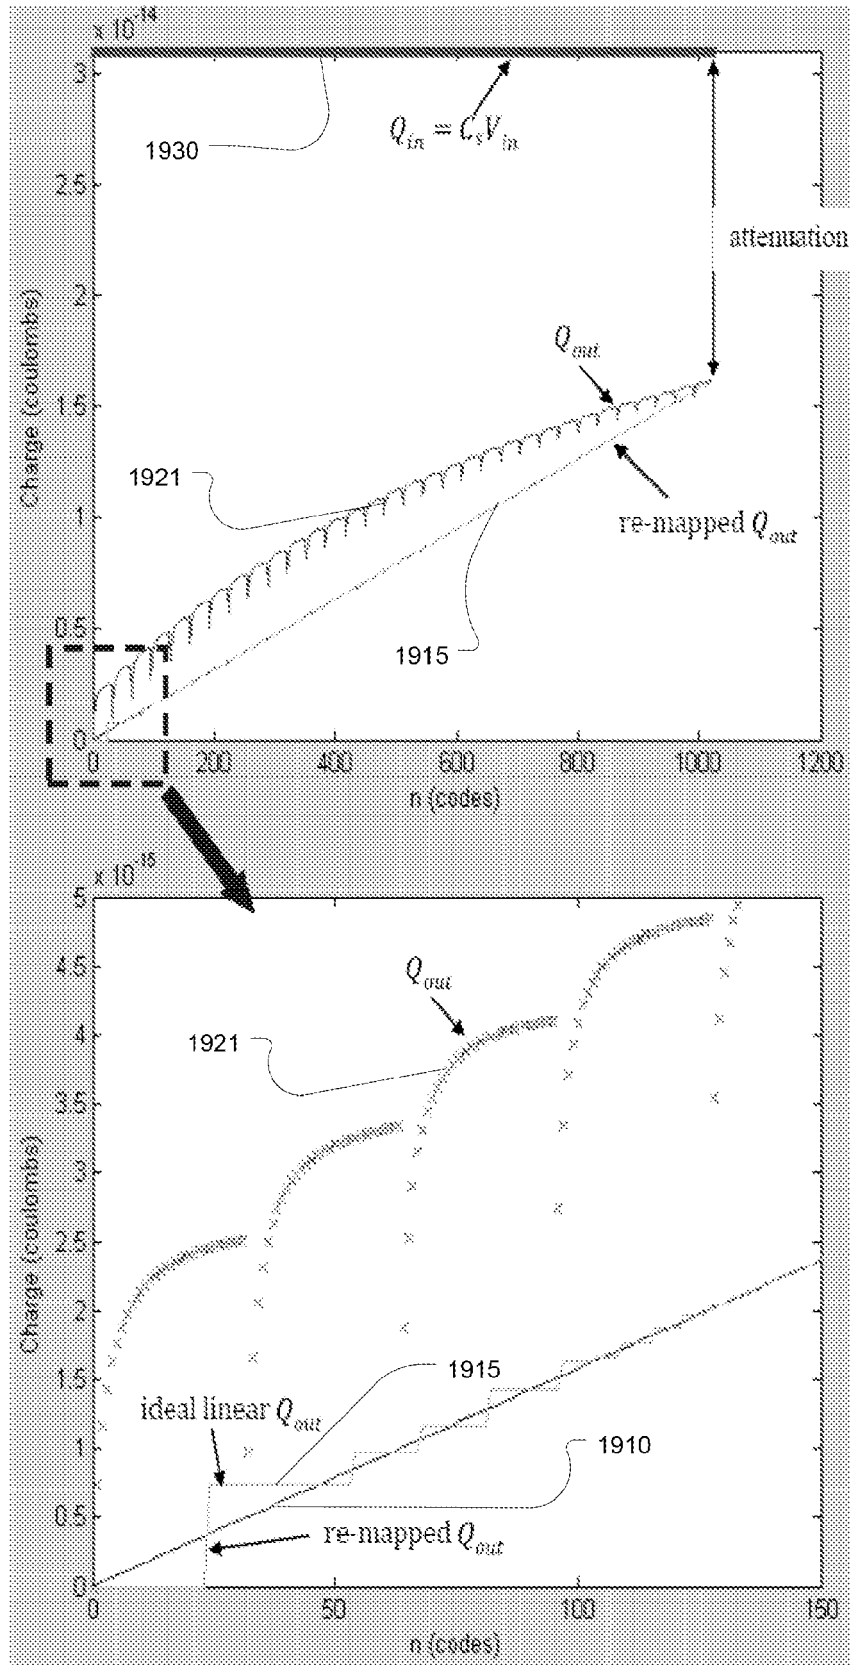 x 10^-14
3
Q_in = C_s V_in
1930
2.5
attenuation
2
Charge (coulombs)
Q_out
1.5
1921
1
re-mapped Q_out
0.5
1915
0
0 200 400 600 800 1000 1200
n (codes)
x 10^-15
5
4.5
Q_out
4
1921
3.5
3
Charge (coulombs)
2.5
2
1.5
1915
ideal linear Q_out
1
1910
0.5
re-mapped Q_out
0
0 50 100 150
n (codes)